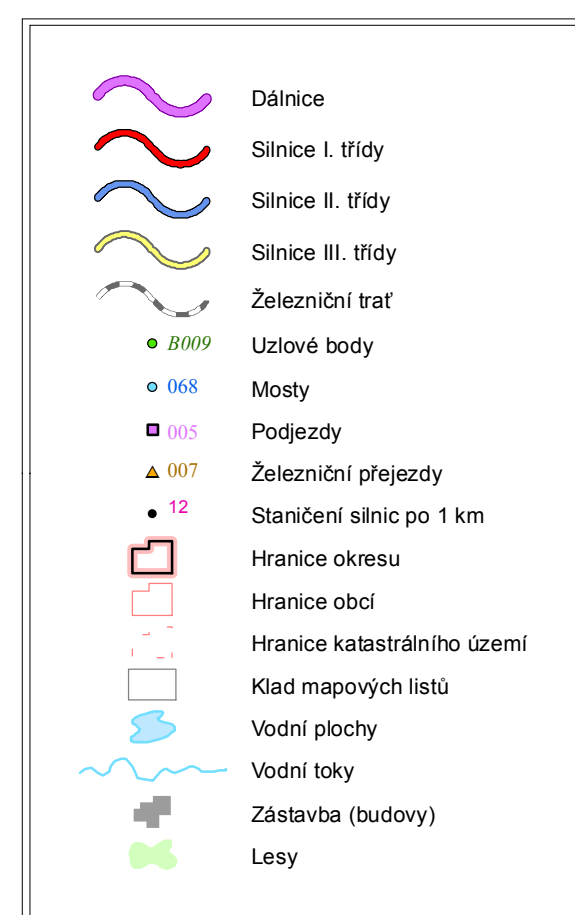 Dálnice
Silnice I. třídy
Silnice II. třídy
Silnice III. třídy
Železniční trať
B009 Uzlové body
068 Mosty
005 Podjezdy
007 Železniční přejezdy
12 Staničení silnic po 1 km
Hranice okresu
Hranice obcí
Hranice katastrálního území
Klad mapových listů
Vodní plochy
Vodní toky
Zástavba (budovy)
Lesy